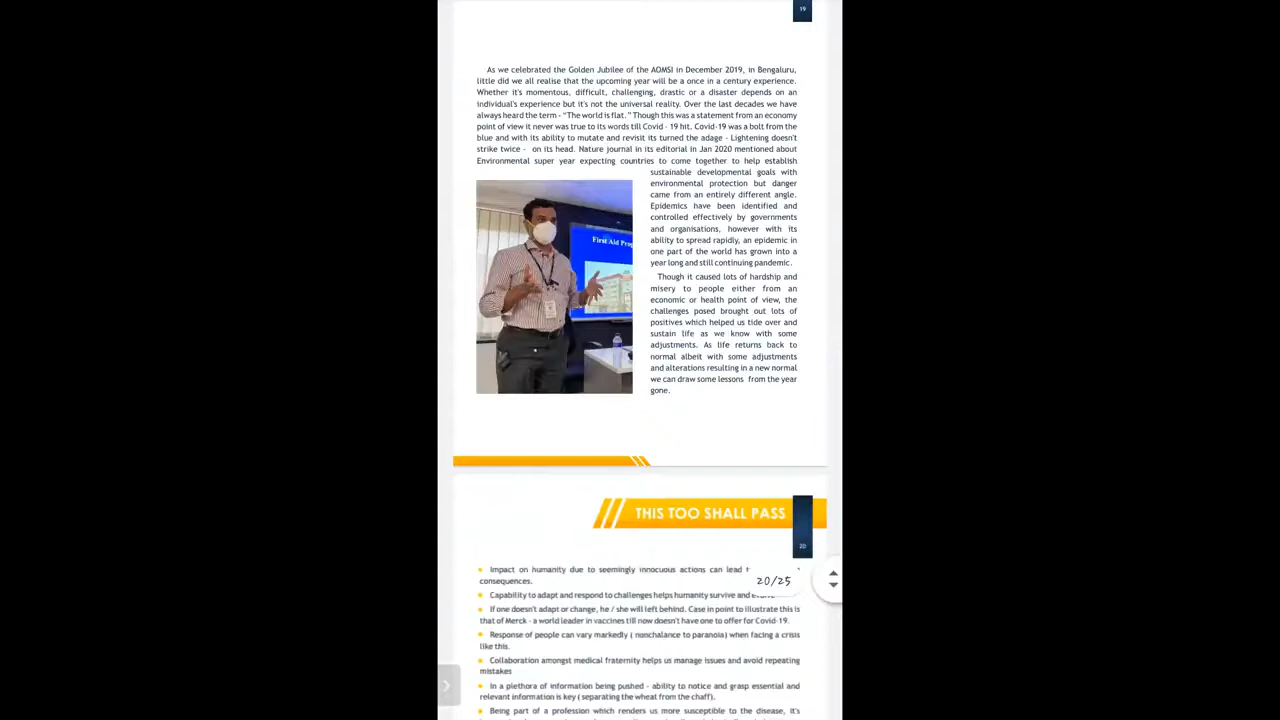 19
As we celebrated the Golden Jubilee of the AOMSI in December 2019, in Bengaluru,
little did we all realise that the upcoming year will be a once in a century experience.
Whether it's momentous, difficult, challenging, drastic or a disaster depends on an
individual's experience but it's not the universal reality. Over the last decades we have
always heard the term - “The world is flat.” Though this was a statement from an economy
point of view it never was true to its words till Covid - 19 hit. Covid-19 was a bolt from the
blue and with its ability to mutate and revisit its turned the adage - Lightening doesn't
strike twice - on its head. Nature journal in its editorial in Jan 2020 mentioned about
Environmental super year expecting countries to come together to help establish
sustainable developmental goals with
environmental protection but danger
came from an entirely different angle.
Epidemics have been identified and
controlled effectively by governments
and organisations, however with its
ability to spread rapidly, an epidemic in
one part of the world has grown into a
year long and still continuing pandemic.
First Aid Prog
Though it caused lots of hardship and
misery to people either from an
economic or health point of view, the
challenges posed brought out lots of
positives which helped us tide over and
sustain life as we know with some
adjustments. As life returns back to
normal albeit with some adjustments
and alterations resulting in a new normal
we can draw some lessons from the year
gone.
THIS TOO SHALL PASS
20
Impact on humanity due to seemingly innocuous actions can lead
consequences.
20/25
Capability to adapt and respond to challenges helps humanity survive and
If one doesn't adapt or change, he / she will left behind. Case in point to illustrate this is
that of Merck - a world leader in vaccines till now doesn't have one to offer for Covid-19.
Response of people can vary markedly ( nonchalance to paranoia) when facing a crisis
like this.
Collaboration amongst medical fraternity helps us manage issues and avoid repeating
mistakes
In a plethora of information being pushed - ability to notice and grasp essential and
relevant information is key ( separating the wheat from the chaff).
Being part of a profession which renders us more susceptible to the disease, it's